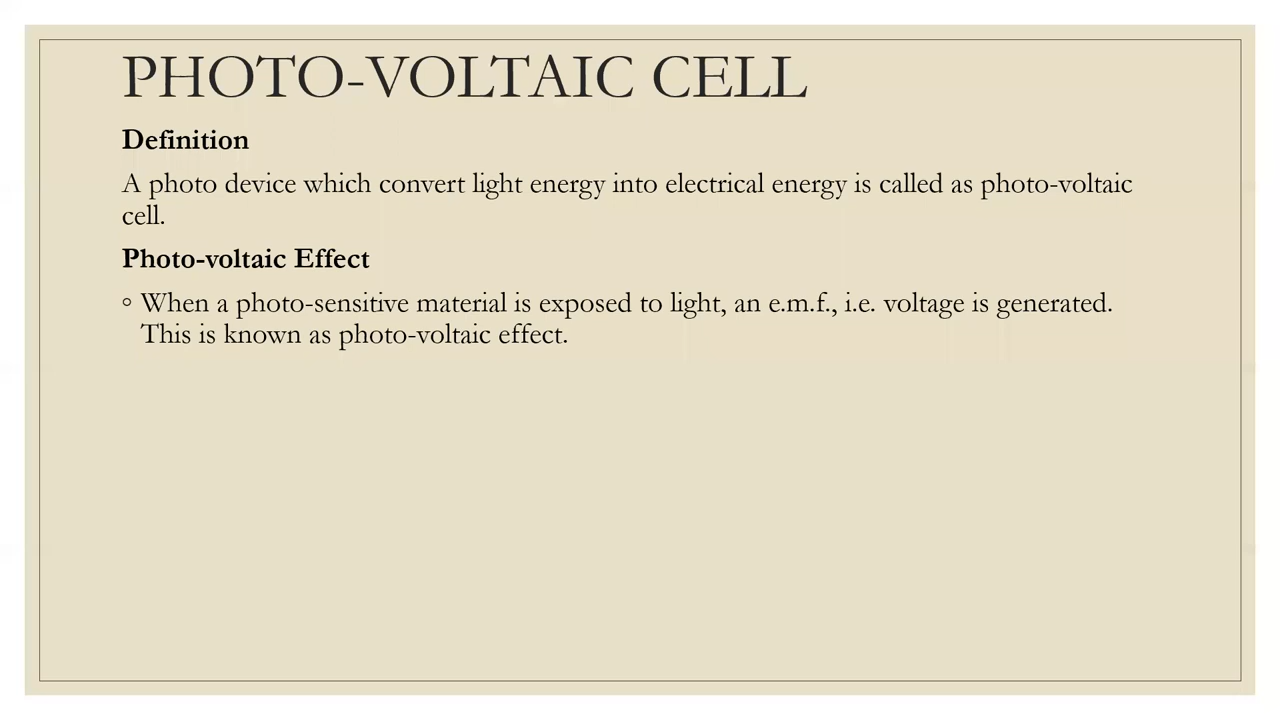 PHOTO-VOLTAIC CELL
Definition
A photo device which convert light energy into electrical energy is called as photo-voltaic
cell.
Photo-voltaic Effect
◦ When a photo-sensitive material is exposed to light, an e.m.f., i.e. voltage is generated.
This is known as photo-voltaic effect.